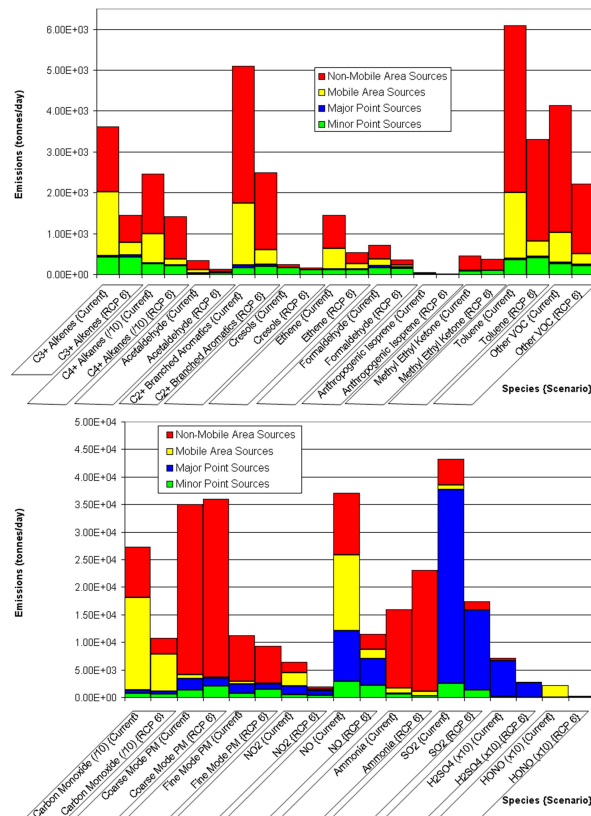 6.00E+03
5.00E+03
4.00E+03
3.00E+03
2.00E+03
1.00E+03
0.00E+00
Emissions (tonnes/day)
Non-Mobile Area Sources
Mobile Area Sources
Major Point Sources
Minor Point Sources
C3+ Alkenes {Current}
C3+ Alkenes {RCP 6}
C4+ Alkanes (/10) {Current}
C4+ Alkanes (/10) {RCP 6}
Acetaldehyde {Current}
Acetaldehyde {RCP 6}
C2+ Branched Aromatics {Current}
C2+ Branched Aromatics {RCP 6}
Cresols {Current}
Cresols {RCP 6}
Ethene {Current}
Ethene {RCP 6}
Formaldehyde {Current}
Formaldehyde {RCP 6}
Anthropogenic Isoprene {Current}
Anthropogenic Isoprene {RCP 6}
Methyl Ethyl Ketone {Current}
Methyl Ethyl Ketone {RCP 6}
Toluene {Current}
Toluene {RCP 6}
Other VOC {Current}
Other VOC {RCP 6}
Species {Scenario}
5.00E+04
4.50E+04
4.00E+04
3.50E+04
3.00E+04
2.50E+04
2.00E+04
1.50E+04
1.00E+04
5.00E+03
0.00E+00
Emissions (tonnes/day)
Non-Mobile Area Sources
Mobile Area Sources
Major Point Sources
Minor Point Sources
Carbon Monoxide (/10) {Current}
Carbon Monoxide (/10) {RCP 6}
Coarse Mode PM {Current}
Coarse Mode PM {RCP 6}
Fine Mode PM {Current}
Fine Mode PM {RCP 6}
NO2 {Current}
NO2 {RCP 6}
NO {Current}
NO {RCP 6}
Ammonia {Current}
Ammonia {RCP 6}
SO2 {Current}
SO2 {RCP 6}
H2SO4 (x10) {Current}
H2SO4 (x10) {RCP 6}
HONO (x10) {Current}
HONO (x10) {RCP 6}
Species {Scenario}